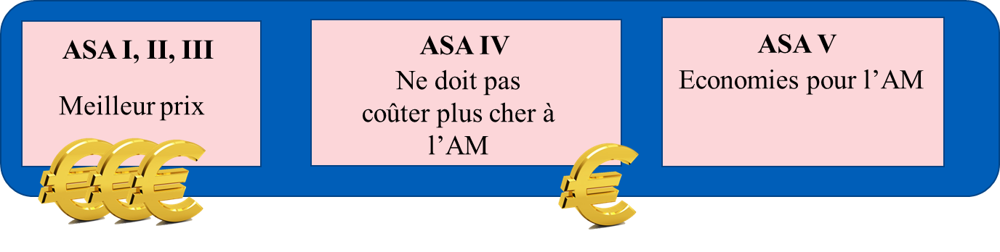 ASA I, II, III
Meilleur prix
ASA IV
Ne doit pas
coûter plus cher à
l’AM
ASA V
Economies pour l’AM